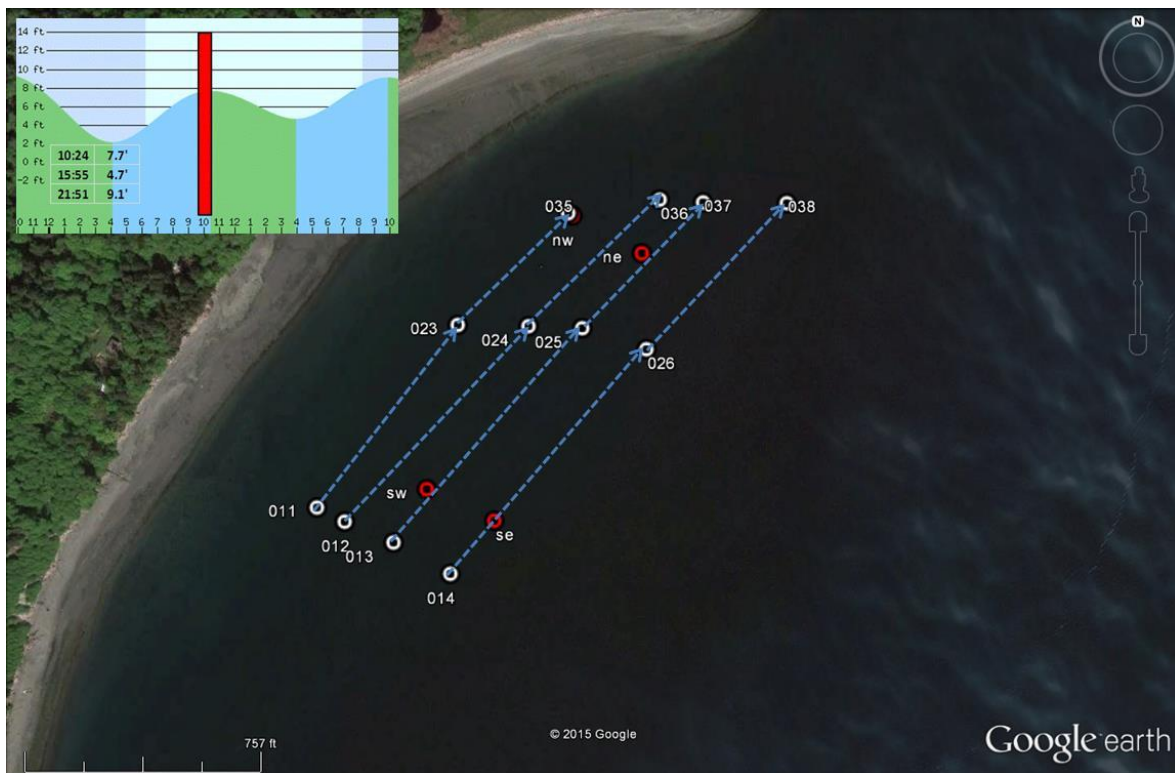 14 ft
12 ft
10 ft
8 ft
6 ft
4 ft
2 ft
0 ft
-2 ft
10:24 7.7'
15:55 4.7'
21:51 9.1'
0 11 12 1 2 3 4 5 6 7 8 9 10 11 12 1 2 3 4 5 6 7 8 9 10
N
035
036
037
038
nw
ne
023
024
025
026
sw
se
011
012
013
014
757 ft
© 2015 Google
Google earth